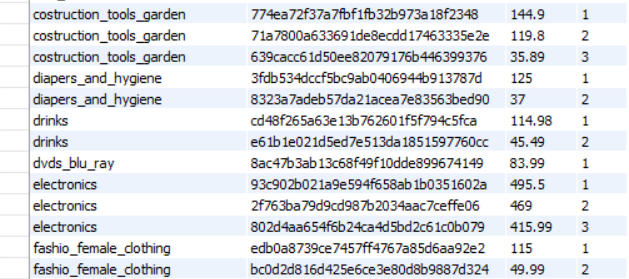 costruction_tools_garden 774ea72f37a7fbf1fb32b973a18f2348 144.9 1
costruction_tools_garden 71a7800a633691de8ecdd17463335e2e 119.8 2
costruction_tools_garden 639cacc61d50ee82079176b446399376 35.89 3
diapers_and_hygiene 3fdb534dccf5bc9ab0406944b913787d 125 1
diapers_and_hygiene 8323a7adeb57da21acea7e83563bed90 37 2
drinks cd48f265a63e13b762601f5f794c5fca 114.98 1
drinks e61b1e021d5ed7e513da1851597760cc 45.49 2
dvds_blu_ray 8ac47b3ab13c68f49f10dde899674149 83.99 1
electronics 93c902b021a9e594f658ab1b0351602a 495.5 1
electronics 2f763ba79d9cd987b2034aac7ceffe06 469 2
electronics 802d4aa654f6b24ca4d5bd2c61c0b079 415.99 3
fashio_female_clothing edb0a8739ce7457ff4767a85d6aa92e2 115 1
fashio_female_clothing bc0d2d816d425e6ce3e80d8b9887d324 49.99 2